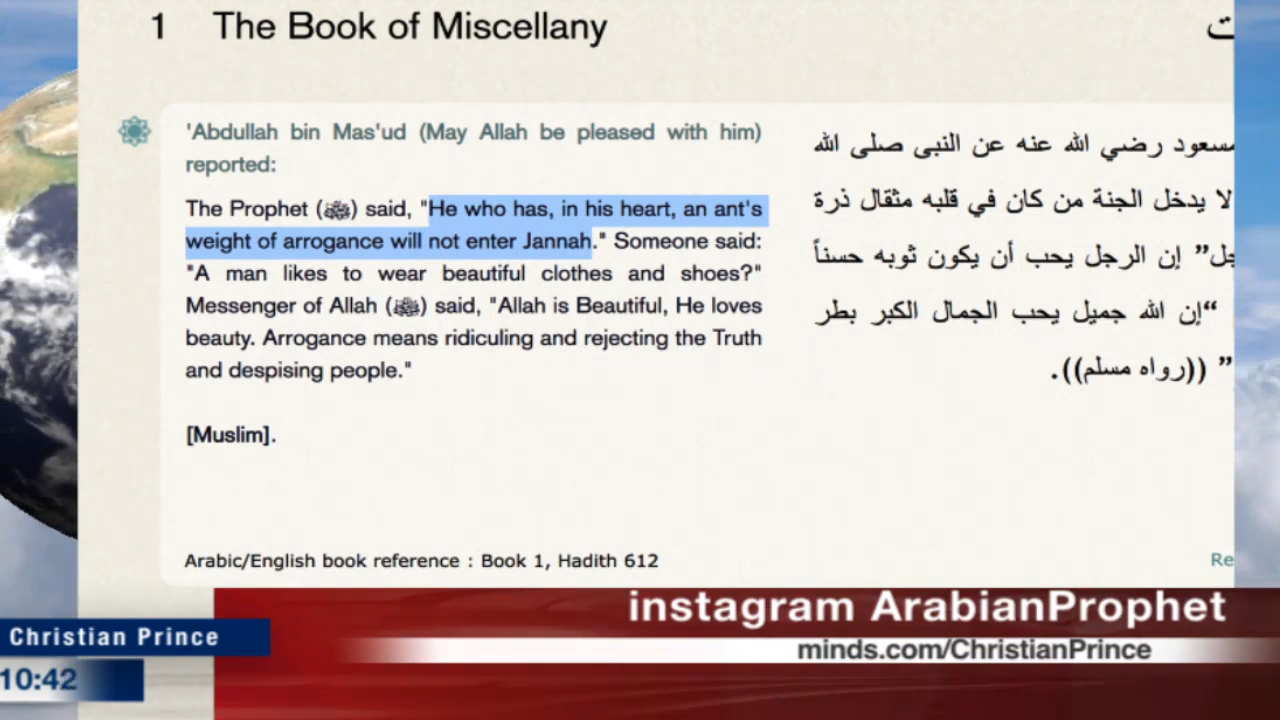 1 The Book of Miscellany
'Abdullah bin Mas'ud (May Allah be pleased with him)
reported:
The Prophet (ﷺ) said, "He who has, in his heart, an ant's
weight of arrogance will not enter Jannah." Someone said:
"A man likes to wear beautiful clothes and shoes?"
Messenger of Allah (ﷺ) said, "Allah is Beautiful, He loves
beauty. Arrogance means ridiculing and rejecting the Truth
and despising people."
[Muslim].
مسعود رضي الله عنه عن النبى صلى الله
لا يدخل الجنة من كان في قلبه مثقال ذرة
إن الرجل يحب أن يكون ثوبه حسناً
“إن الله جميل يحب الجمال الكبر بطر
” ((رواه مسلم)).
Arabic/English book reference : Book 1, Hadith 612
instagram ArabianProphet
Christian Prince
minds.com/ChristianPrince
10:42